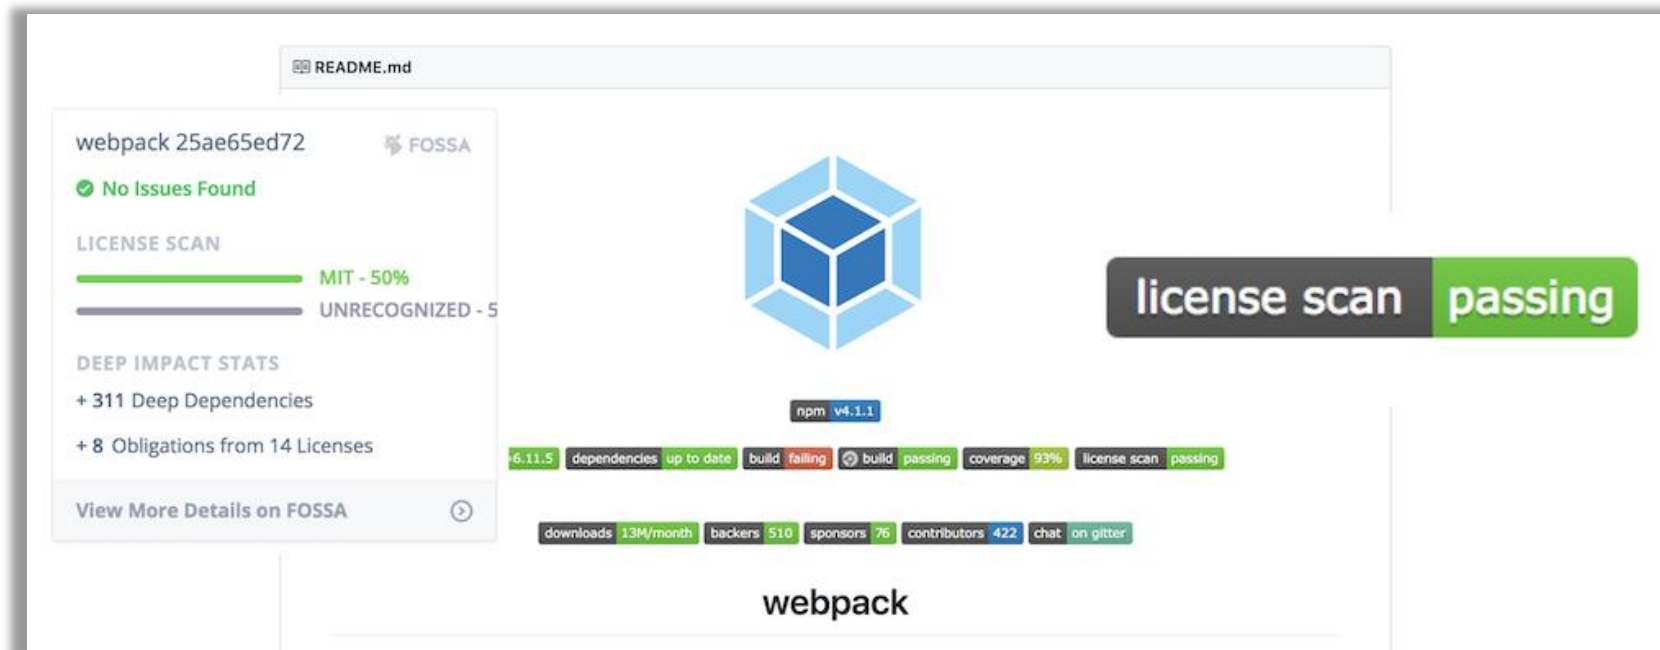 README.md
webpack 25ae65ed72 FOSSA
No Issues Found
LICENSE SCAN
MIT - 50%
UNRECOGNIZED - 5
DEEP IMPACT STATS
+ 311 Deep Dependencies
+ 8 Obligations from 14 Licenses
View More Details on FOSSA
license scan passing
npm v4.1.1
6.11.5 dependencies up to date build failing build passing coverage 93% license scan passing
downloads 13M/month backers 510 sponsors 76 contributors 422 chat on gitter
webpack